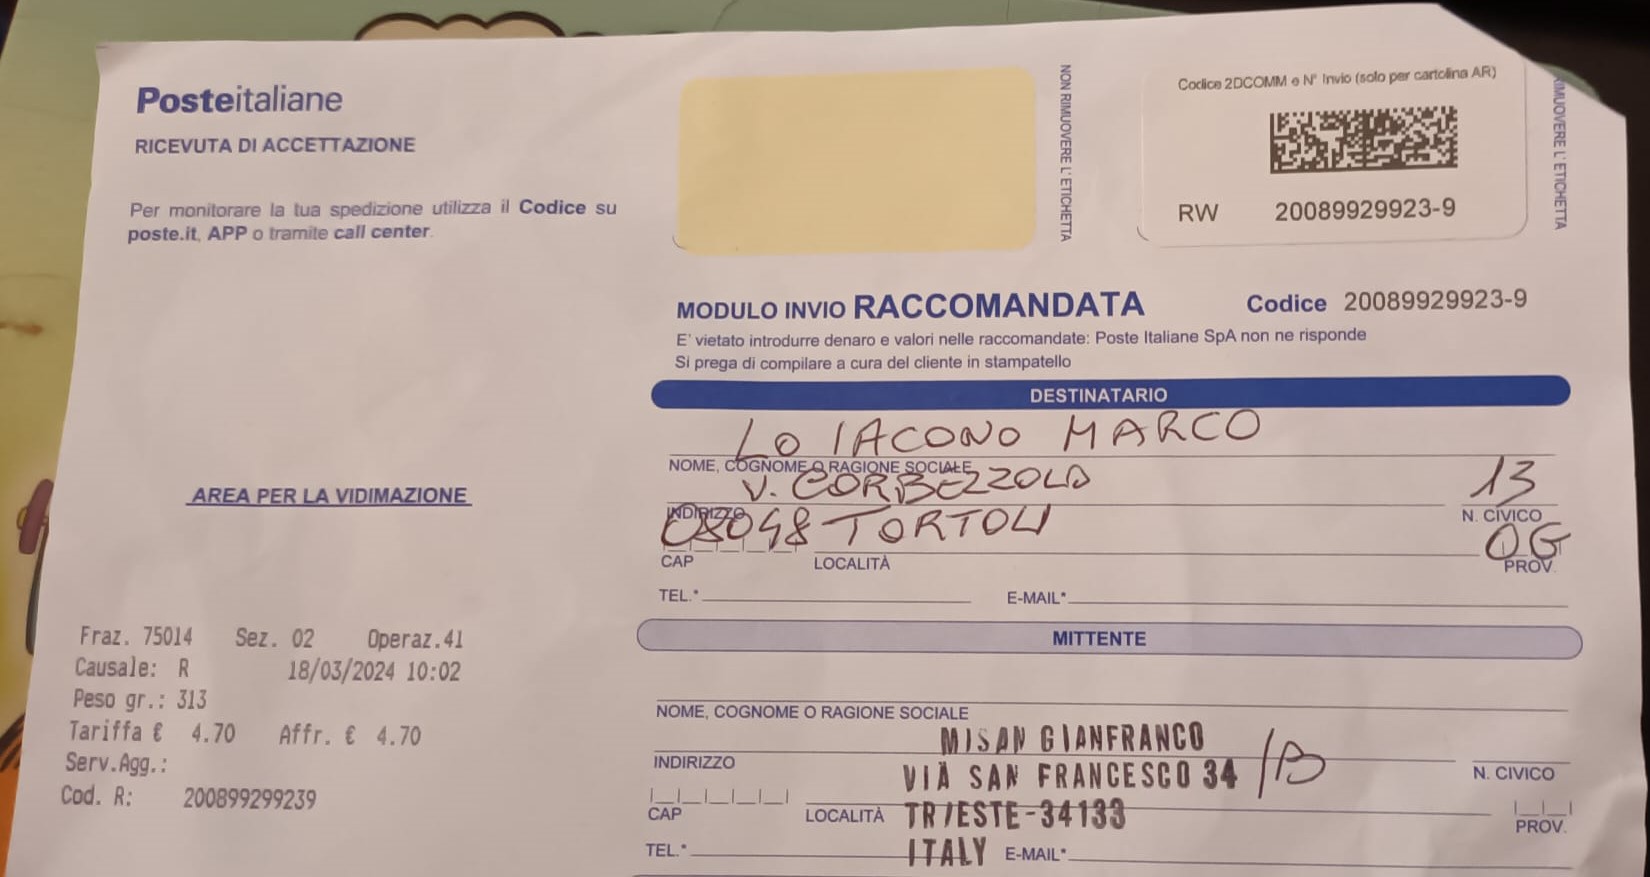 Posteitaliane
RICEVUTA DI ACCETTAZIONE
Per monitorare la tua spedizione utilizza il Codice su
poste.it, APP o tramite call center.
AREA PER LA VIDIMAZIONE
Fraz. 75014 Sez. 02 Operaz.41
Causale: R 18/03/2024 10:02
Peso gr.: 313
Tariffa € 4.70 Affr. € 4.70
Serv.Agg.:
Cod. R: 200899299239
NON RIMUOVERE L' ETICHETTA
Codice 2DCOMM e N° Invio (solo per cartolina AR)
RW 20089929923-9
RIMUOVERE L' ETICHETTA
MODULO INVIO RACCOMANDATA Codice 20089929923-9
E' vietato introdurre denaro e valori nelle raccomandate: Poste Italiane SpA non ne risponde
Si prega di compilare a cura del cliente in stampatello
DESTINATARIO
LO IACONO MARCO
NOME, COGNOME O RAGIONE SOCIALE
V. CORBEZZOLO 13
INDIRIZZO N. CIVICO
08048 TORTOLI OG
CAP LOCALITÀ PROV.
TEL.* E-MAIL*
MITTENTE
NOME, COGNOME O RAGIONE SOCIALE
MISAN GIANFRANCO
INDIRIZZO N. CIVICO
VIA SAN FRANCESCO 34 /B
CAP LOCALITÀ PROV.
TRIESTE-34133
TEL.* E-MAIL*
ITALY